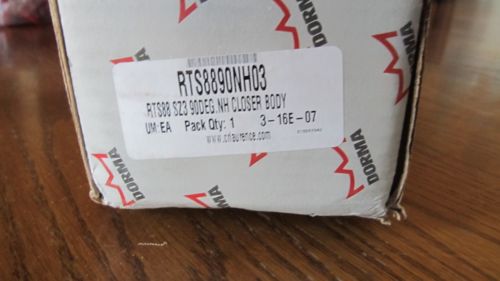 RTS8890NH03
RTS88 SZ3 90DEG.NH CLOSER BODY
UM:EA Pack Qty: 1 3-16E-07
www.crlaurence.com
DORMA
DORMA
DORMA
DORMA
DORMA